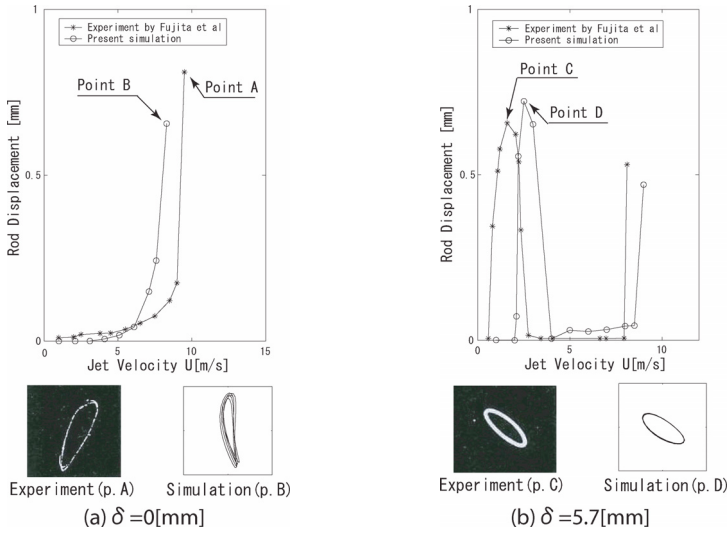 1
Experiment by Fujita et al
Present simulation
Point B
Point A
Rod Displacement [mm]
0.5
0
0
5
10
15
Jet Velocity U[m/s]
Experiment(p.A)
Simulation(p.B)
(a) δ=0[mm]
1
Experiment by Fujita et al
Present simulation
Point C
Point D
Rod Displacement [mm]
0.5
0
0
5
10
Jet Velocity U[m/s]
Experiment(p.C)
Simulation(p.D)
(b) δ=5.7[mm]